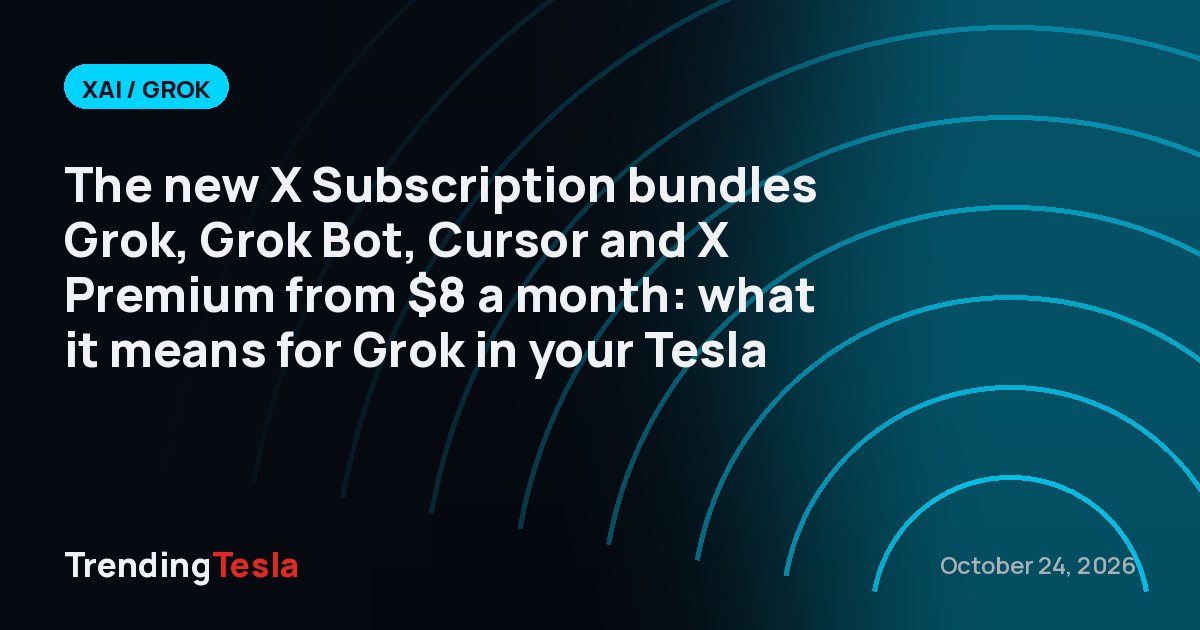 XAI / GROK
The new X Subscription bundles
Grok, Grok Bot, Cursor and X
Premium from $8 a month: what
it means for Grok in your Tesla
TrendingTesla
October 24, 2026